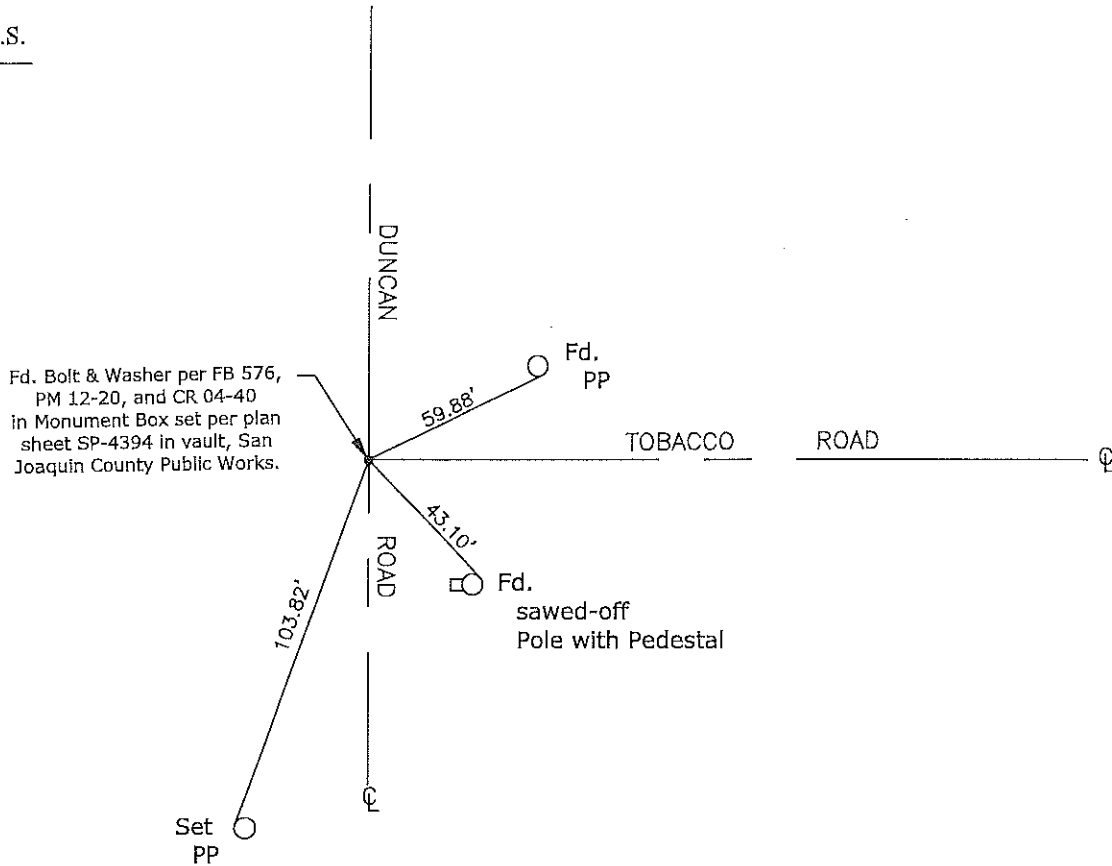 .S.
DUNCAN
Fd. Bolt & Washer per FB 576,
PM 12-20, and CR 04-40
in Monument Box set per plan
sheet SP-4394 in vault, San
Joaquin County Public Works.
Fd.
PP
59.88'
TOBACCO ROAD
℄
43.10'
ROAD
103.82'
Fd.
sawed-off
Pole with Pedestal
℄
Set
PP